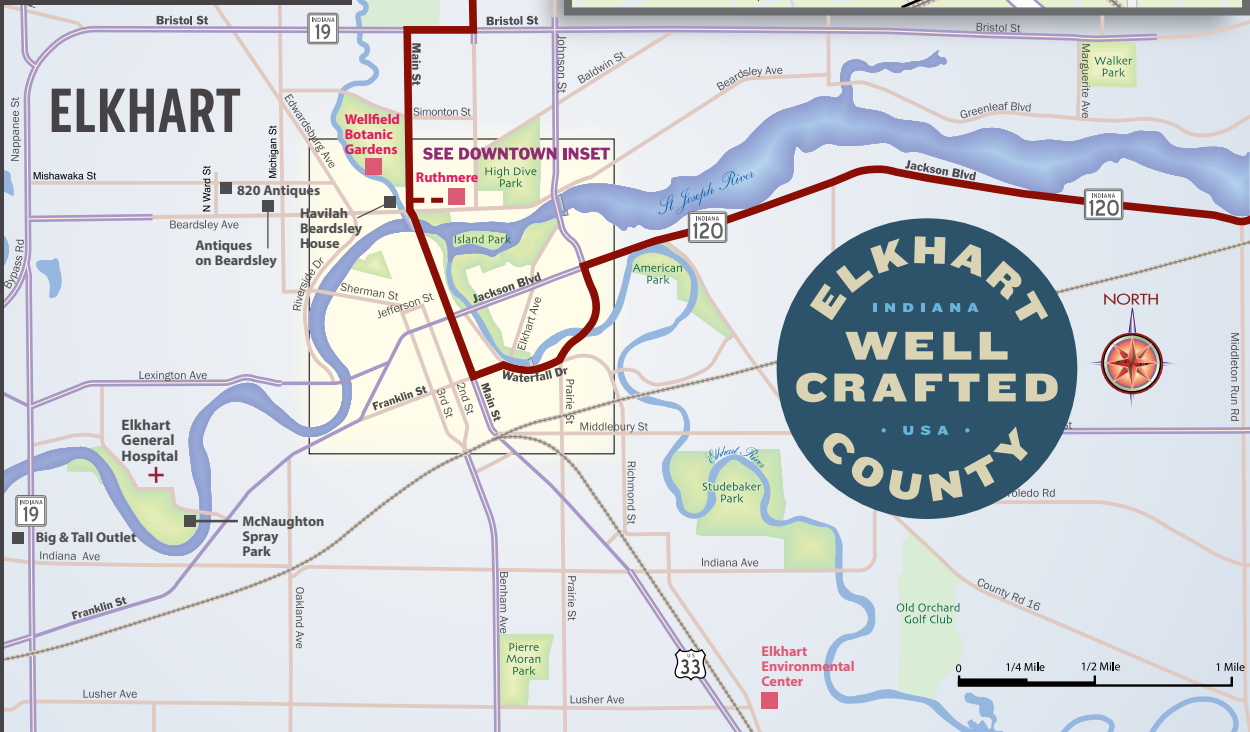 Bristol St
INDIANA
19
Bristol St
Bristol St
Main St
Johnson St
Baldwin St
Beardsley Ave
Marguerite Ave
Walker
Park
Nappanee St
ELKHART
Edwardsburg Ave
Wellfield
Botanic
Gardens
Simonton St
Greenleaf Blvd
Michigan St
SEE DOWNTOWN INSET
Mishawaka St
N Ward St
820 Antiques
Ruthmere
High Dive
Park
St Joseph River
Jackson Blvd
INDIANA
120
INDIANA
120
Beardsley Ave
Havilah
Beardsley
House
Antiques
on Beardsley
Island Park
Bypass Rd
Riverside Dr
Sherman St
Jefferson St
Jackson Blvd
Elkhart Ave
American
Park
ELKHART
INDIANA
WELL
CRAFTED
• USA •
COUNTY
NORTH
Middleton Run Rd
Lexington Ave
Franklin St
3rd St
2nd St
Main St
Waterfall Dr
Prairie St
Middlebury St
St
Elkhart
General
Hospital
Elkhart River
Studebaker
Park
Richmond St
INDIANA
19
Big & Tall Outlet
McNaughton
Spray
Park
Indiana Ave
Indiana Ave
County Rd 16
Franklin St
Oakland Ave
Benham Ave
Prairie St
Old Orchard
Golf Club
Pierre
Moran
Park
US
33
Elkhart
Environmental
Center
0
1/4 Mile
1/2 Mile
1 Mile
Lusher Ave
Lusher Ave